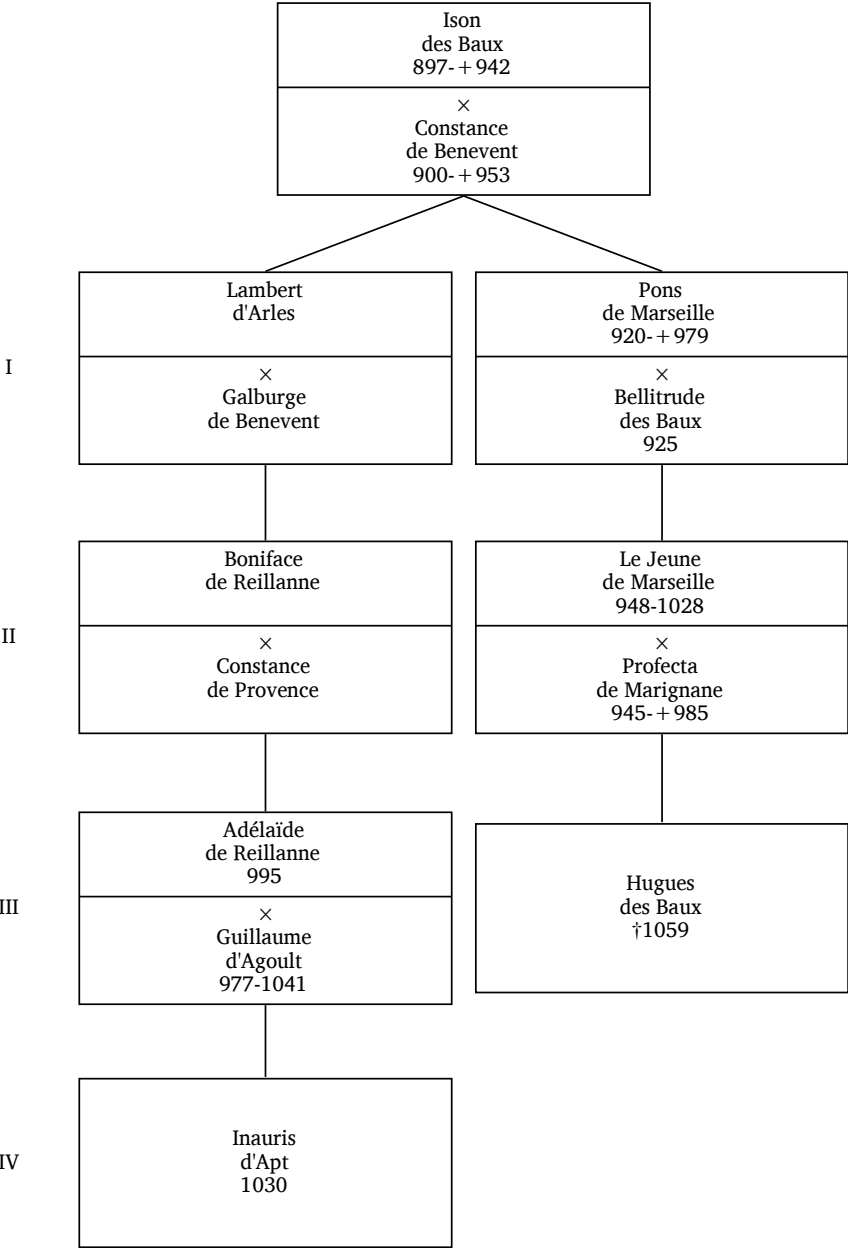 Ison
des Baux
897-+942
×
Constance
de Benevent
900-+953
I
Lambert
d'Arles
×
Galburge
de Benevent
Pons
de Marseille
920-+979
×
Bellitrude
des Baux
925
II
Boniface
de Reillanne
×
Constance
de Provence
Le Jeune
de Marseille
948-1028
×
Profecta
de Marignane
945-+985
III
Adélaïde
de Reillanne
995
×
Guillaume
d'Agoult
977-1041
Hugues
des Baux
†1059
IV
Inauris
d'Apt
1030